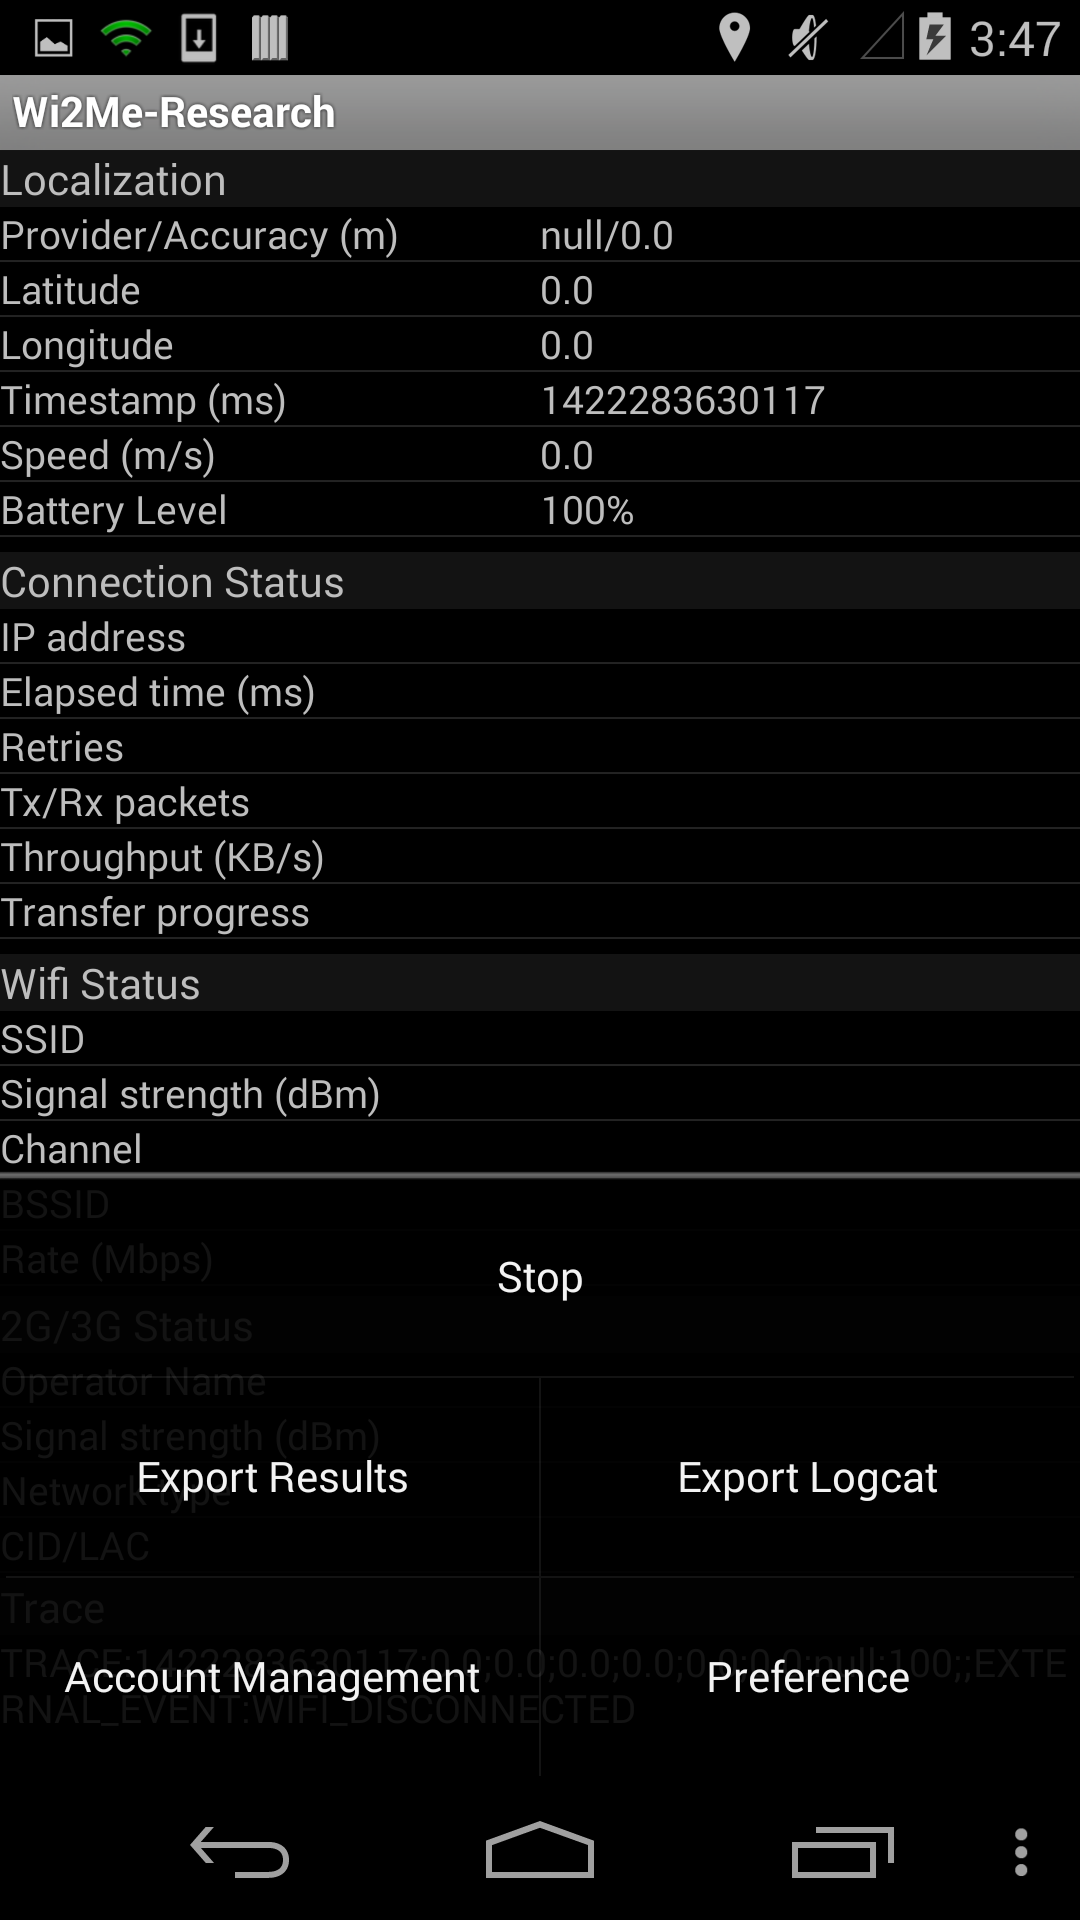 3:47
Wi2Me-Research
Localization
Provider/Accuracy (m) null/0.0
Latitude 0.0
Longitude 0.0
Timestamp (ms) 1422283630117
Speed (m/s) 0.0
Battery Level 100%
Connection Status
IP address
Elapsed time (ms)
Retries
Tx/Rx packets
Throughput (KB/s)
Transfer progress
Wifi Status
SSID
Signal strength (dBm)
Channel
BSSID
Rate (Mbps)
Stop
2G/3G Status
Operator Name
Signal strength (dBm)
Export Results Export Logcat
Network type
CID/LAC
Trace
TRACE:1422283630117;0.0;0.0;0.0;0.0;0.0;0.0;0.0;null;100;;EXTE
Account Management Preference
RNAL_EVENT:WIFI_DISCONNECTED